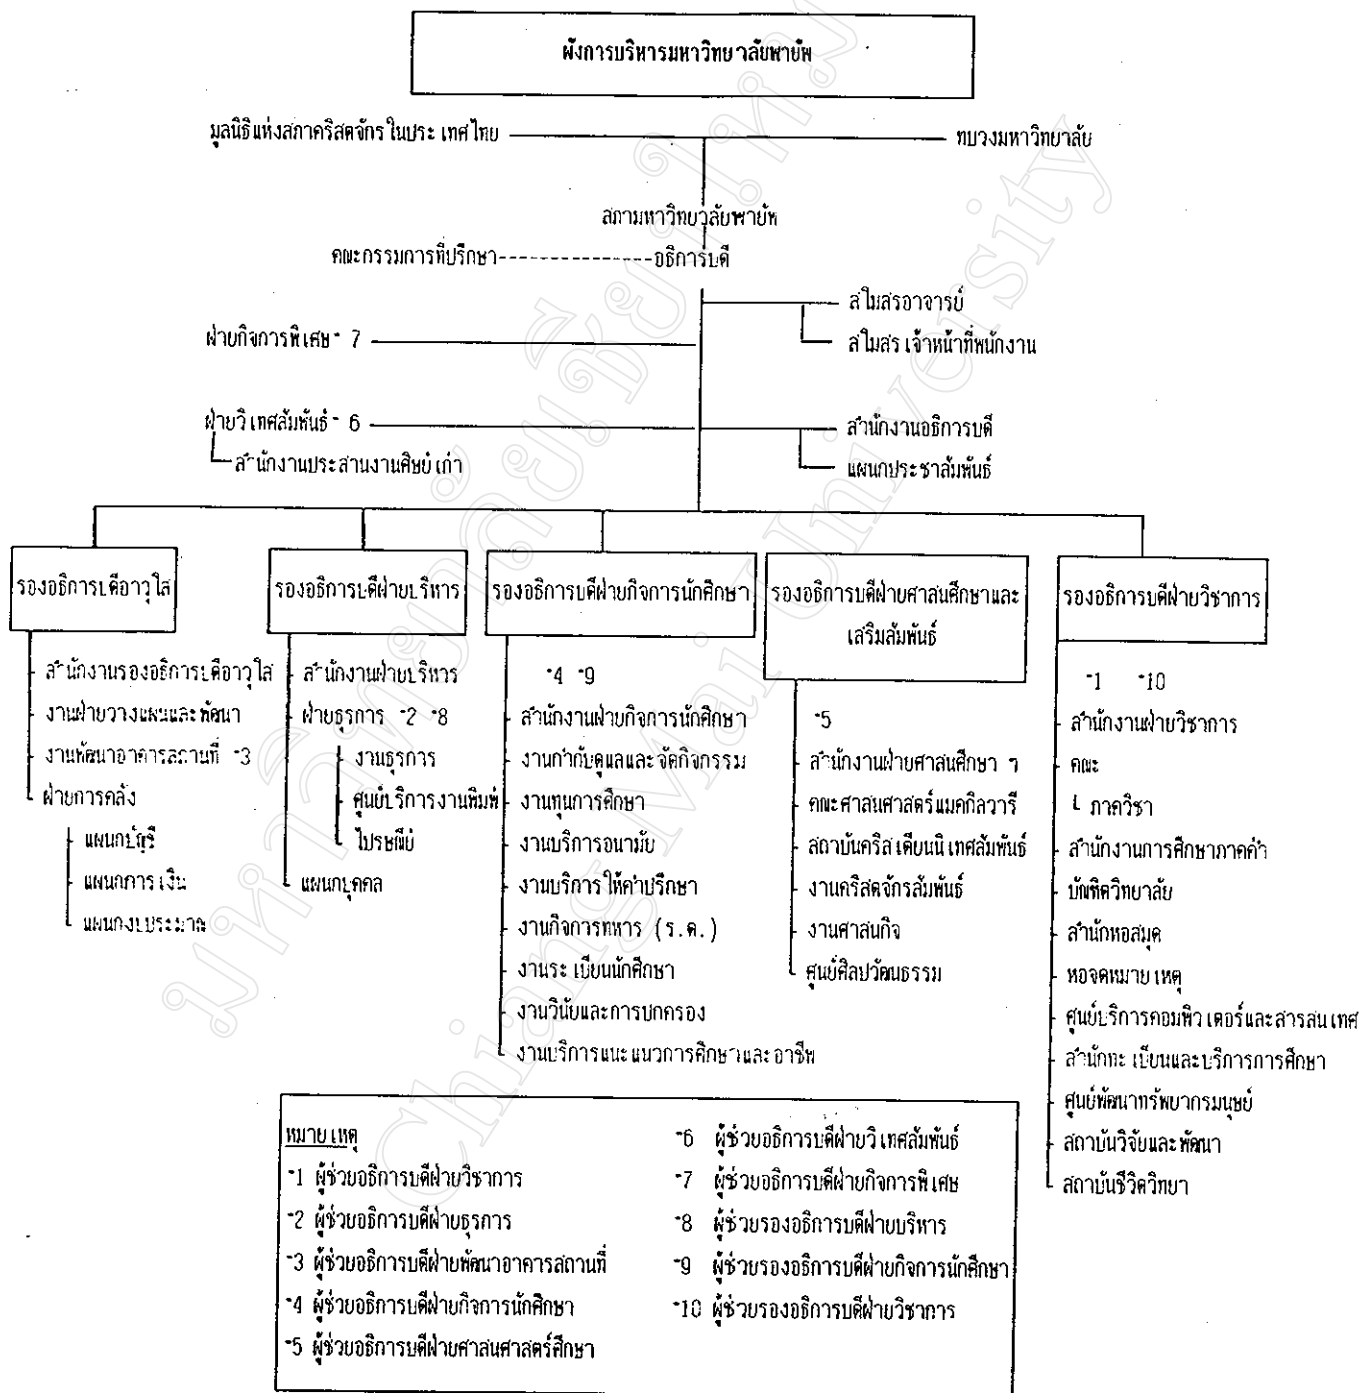 ผังการบริหารมหาวิทยาลัยพายัพ
มูลนิธิแห่งสภาคริสตจักรในประเทศไทย
ทบวงมหาวิทยาลัย
สภามหาวิทยาลัยพายัพ
คณะกรรมการที่ปรึกษา---------------อธิการบดี
สโมสรอาจารย์
ฝ่ายกิจการพิเศษ *7
สโมสรเจ้าหน้าที่พนักงาน
ฝ่ายวิเทศสัมพันธ์ *6
สำนักงานอธิการบดี
สำนักงานประสานงานศิษย์เก่า
แผนกประชาสัมพันธ์
รองอธิการบดีอาวุโส
สำนักงานรองอธิการบดีอาวุโส
งานฝ่ายวางแผนและพัฒนา
งานพัฒนาอาคารสถานที่ *3
ฝ่ายการคลัง
แผนกบัญชี
แผนกการเงิน
แผนกงบประมาณ
รองอธิการบดีฝ่ายบริหาร
สำนักงานฝ่ายบริหาร
ฝ่ายธุรการ *2 *8
งานธุรการ
ศูนย์บริการงานพิมพ์
ไปรษณีย์
แผนกบุคคล
รองอธิการบดีฝ่ายกิจการนักศึกษา
*4 *9
สำนักงานฝ่ายกิจการนักศึกษา
งานกำกับดูแลและจัดกิจกรรม
งานทุนการศึกษา
งานบริการอนามัย
งานบริการให้คำปรึกษา
งานกิจการทหาร (ร.ด.)
งานระเบียนนักศึกษา
งานวินัยและการปกครอง
งานบริการแนะแนวการศึกษาและอาชีพ
รองอธิการบดีฝ่ายศาสนศึกษาและ
เสริมสัมพันธ์
*5
สำนักงานฝ่ายศาสนศึกษา ฯ
คณะศาสนศาสตร์แมคกิลวารี
สถาบันคริสเตียนนิเทศสัมพันธ์
งานคริสตจักรสัมพันธ์
งานศาสนกิจ
ศูนย์ศิลปวัฒนธรรม
รองอธิการบดีฝ่ายวิชาการ
*1 *10
สำนักงานฝ่ายวิชาการ
คณะ
ภาควิชา
สำนักงานการศึกษาภาคค่ำ
บัณฑิตวิทยาลัย
สำนักหอสมุด
หอจดหมายเหตุ
ศูนย์บริการคอมพิวเตอร์และสารสนเทศ
สำนักทะเบียนและบริการการศึกษา
ศูนย์พัฒนาทรัพยากรมนุษย์
สถาบันวิจัยและพัฒนา
สถาบันชีวิตวิทยา
หมายเหตุ
*1 ผู้ช่วยอธิการบดีฝ่ายวิชาการ
*2 ผู้ช่วยอธิการบดีฝ่ายธุรการ
*3 ผู้ช่วยอธิการบดีฝ่ายพัฒนาอาคารสถานที่
*4 ผู้ช่วยอธิการบดีฝ่ายกิจการนักศึกษา
*5 ผู้ช่วยอธิการบดีฝ่ายศาสนศาสตร์ศึกษา
*6 ผู้ช่วยอธิการบดีฝ่ายวิเทศสัมพันธ์
*7 ผู้ช่วยอธิการบดีฝ่ายกิจการพิเศษ
*8 ผู้ช่วยรองอธิการบดีฝ่ายบริหาร
*9 ผู้ช่วยรองอธิการบดีฝ่ายกิจการนักศึกษา
*10 ผู้ช่วยรองอธิการบดีฝ่ายวิชาการ
มหาวิทยาลัยเชียงใหม่
Chiang Mai University